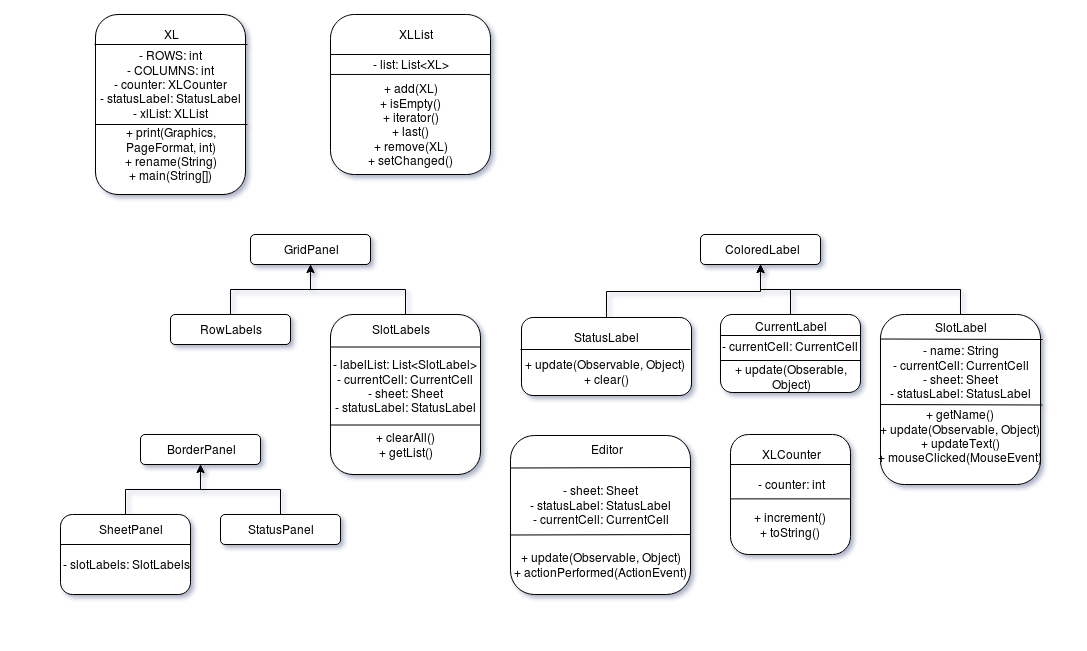 XL
- ROWS: int
- COLUMNS: int
- counter: XLCounter
- statusLabel: StatusLabel
- xlList: XLList
+ print(Graphics,
PageFormat, int)
+ rename(String)
+ main(String[])
XLList
- list: List<XL>
+ add(XL)
+ isEmpty()
+ iterator()
+ last()
+ remove(XL)
+ setChanged()
GridPanel
RowLabels
SlotLabels
- labelList: List<SlotLabel>
- currentCell: CurrentCell
- sheet: Sheet
- statusLabel: StatusLabel
+ clearAll()
+ getList()
ColoredLabel
StatusLabel
+ update(Observable, Object)
+ clear()
CurrentLabel
- currentCell: CurrentCell
+ update(Obserable,
Object)
SlotLabel
- name: String
- currentCell: CurrentCell
- sheet: Sheet
- statusLabel: StatusLabel
+ getName()
+ update(Observable, Object)
+ updateText()
+ mouseClicked(MouseEvent)
BorderPanel
SheetPanel
- slotLabels: SlotLabels
StatusPanel
Editor
- sheet: Sheet
- statusLabel: StatusLabel
- currentCell: CurrentCell
+ update(Observable, Object)
+ actionPerformed(ActionEvent)
XLCounter
- counter: int
+ increment()
+ toString()